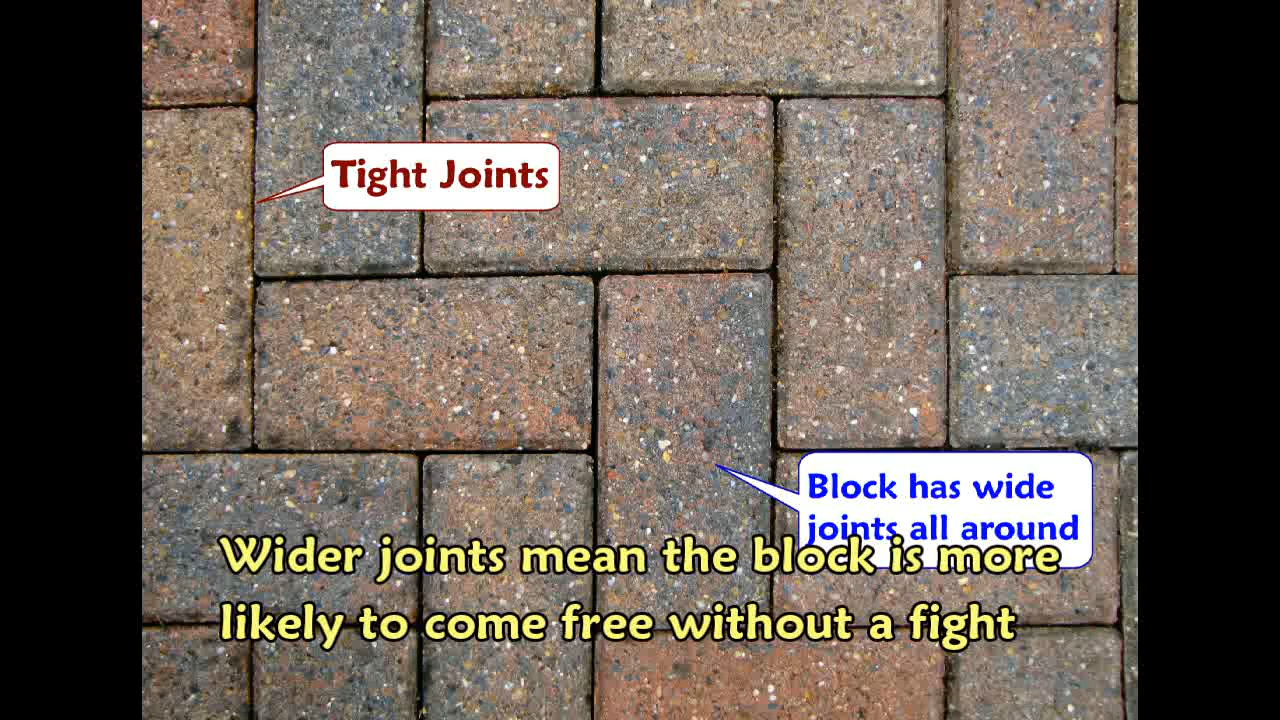 Tight Joints
Block has wide
joints all around
Wider joints mean the block is more
likely to come free without a fight